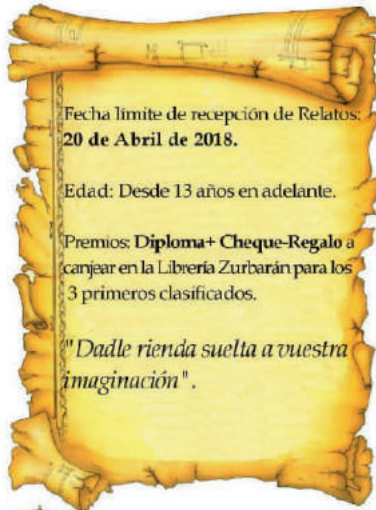 Fecha límite de recepción de Relatos:
20 de Abril de 2018.
Edad: Desde 13 años en adelante.
Premios: Diploma+ Cheque-Regalo a
canjear en la Librería Zurbarán para los
3 primeros clasificados.
"Dadle rienda suelta a vuestra
imaginación".